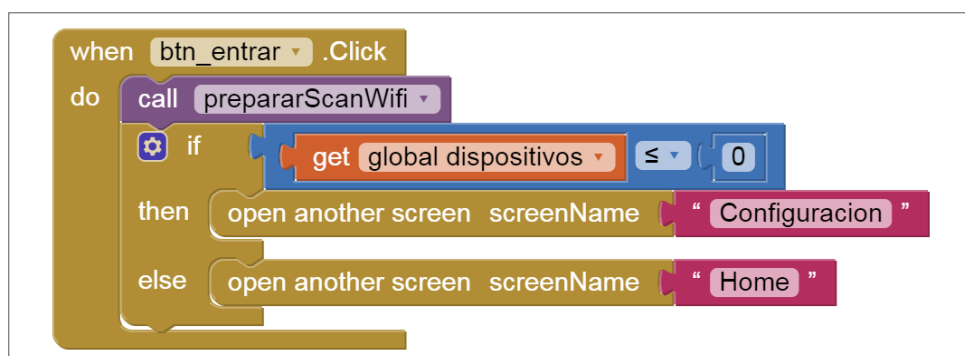 when btn_entrar .Click
do call prepararScanWifi
if get global dispositivos ≤ 0
then open another screen screenName “ Configuracion ”
else open another screen screenName “ Home ”